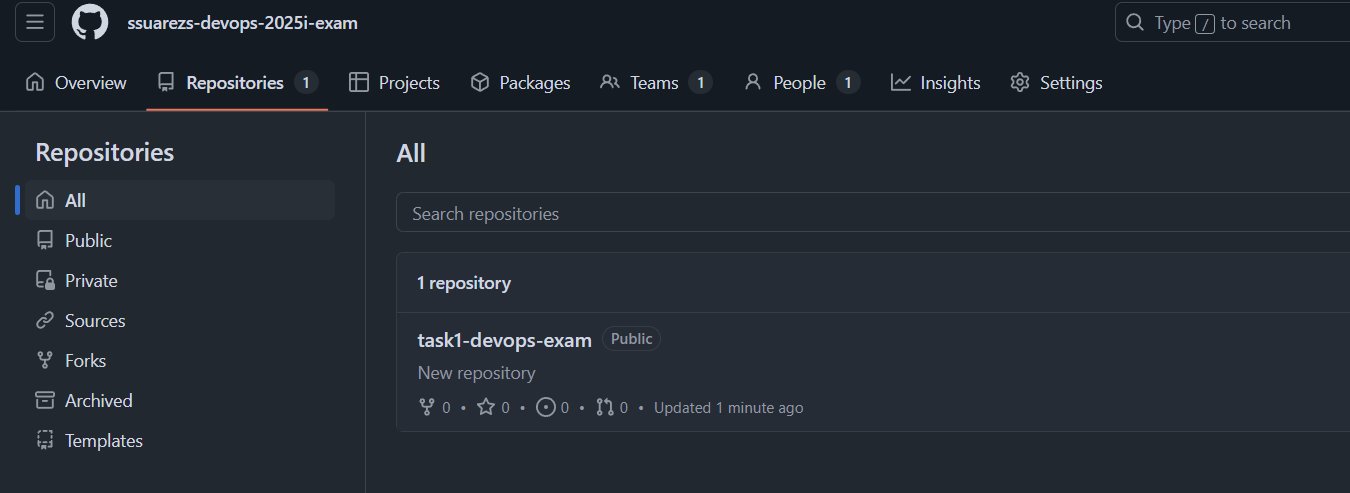 ssuarezs-devops-2025i-exam
Type / to search
Overview Repositories 1 Projects Packages Teams 1 People 1 Insights Settings
Repositories
All
Public
Private
Sources
Forks
Archived
Templates
All
Search repositories
1 repository
task1-devops-exam Public
New repository
0 • 0 • 0 • 0 • Updated 1 minute ago